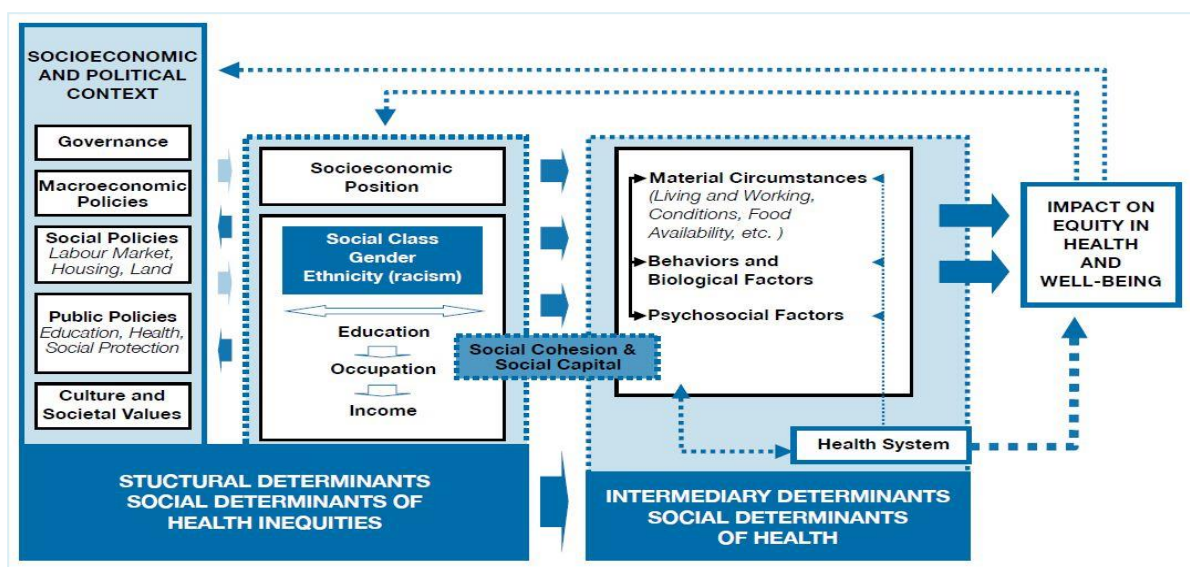 SOCIOECONOMIC
AND POLITICAL
CONTEXT
Governance
Macroeconomic
Policies
Social Policies
Labour Market,
Housing, Land
Public Policies
Education, Health,
Social Protection
Culture and
Societal Values
Socioeconomic
Position
Social Class
Gender
Ethnicity (racism)
Education
Occupation
Income
Social Cohesion &
Social Capital
Material Circumstances
(Living and Working,
Conditions, Food
Availability, etc. )
Behaviors and
Biological Factors
Psychosocial Factors
Health System
IMPACT ON
EQUITY IN
HEALTH
AND
WELL-BEING
STUCTURAL DETERMINANTS
SOCIAL DETERMINANTS OF
HEALTH INEQUITIES
INTERMEDIARY DETERMINANTS
SOCIAL DETERMINANTS
OF HEALTH